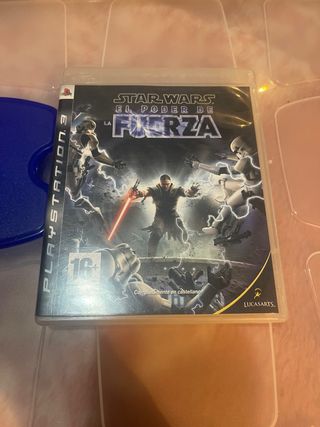 STAR WARS
EL PODER DE
LA FUERZA
PLAYSTATION 3
16+
Completamente en castellano
LUCASARTS